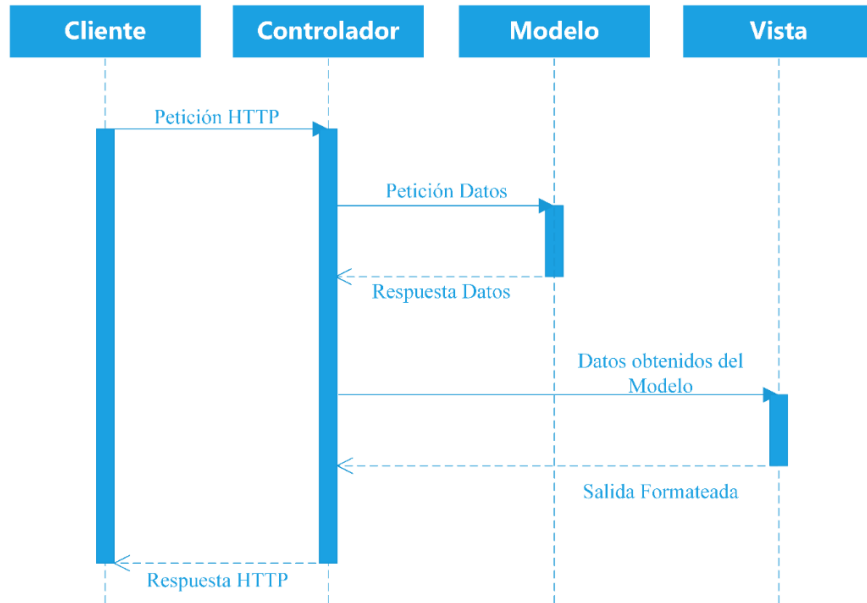 Cliente
Controlador
Modelo
Vista
Petición HTTP
Petición Datos
Respuesta Datos
Datos obtenidos del
Modelo
Salida Formateada
Respuesta HTTP